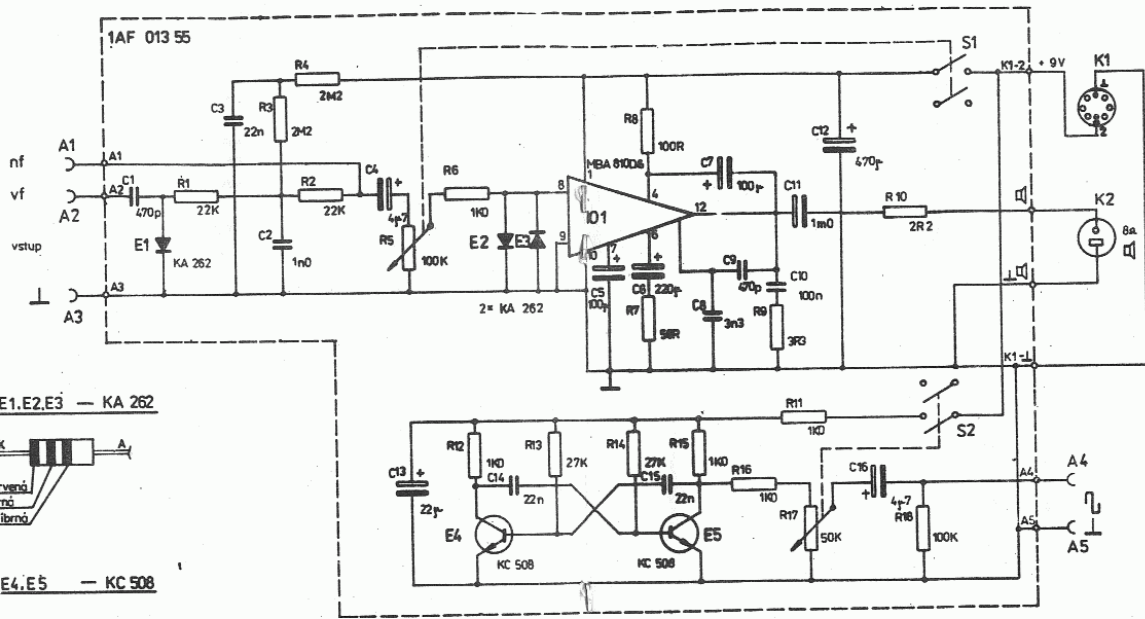 1AF 013 55
S1
K1-2
+ 9V
K1
⊥
2
R4
2M2
C3
22n
R3
2M2
R8
100R
C12
470µ
MBA 810DS
C7
100µ
nf
A1
A1
C11
1m0
vf
A2
A2
C1
470p
R1
22K
R2
22K
C4
4µ7
R6
1K0
8
1
4
12
IO1
R10
2R2
K2
8Ω
E1
KA 262
C2
1n0
R5
100K
E2
E3
9
10
7
6
C9
470p
C10
100n
vstup
⊥
A3
A3
2× KA 262
C5
100µ
C6
220µ
R7
56R
C8
3n3
R9
3R3
K1-⊥
E1.E2.E3 — KA 262
K
A
rvená
rná
íbrná
E4.E5 — KC 508
R11
1K0
S2
R12
1K0
R13
27K
R14
27K
R15
1K0
C13
22µ
C14
22n
C15
22n
R16
1K0
R17
50K
C16
4µ7
R18
100K
A4
A4
A5
A5
E4
KC 508
E5
KC 508